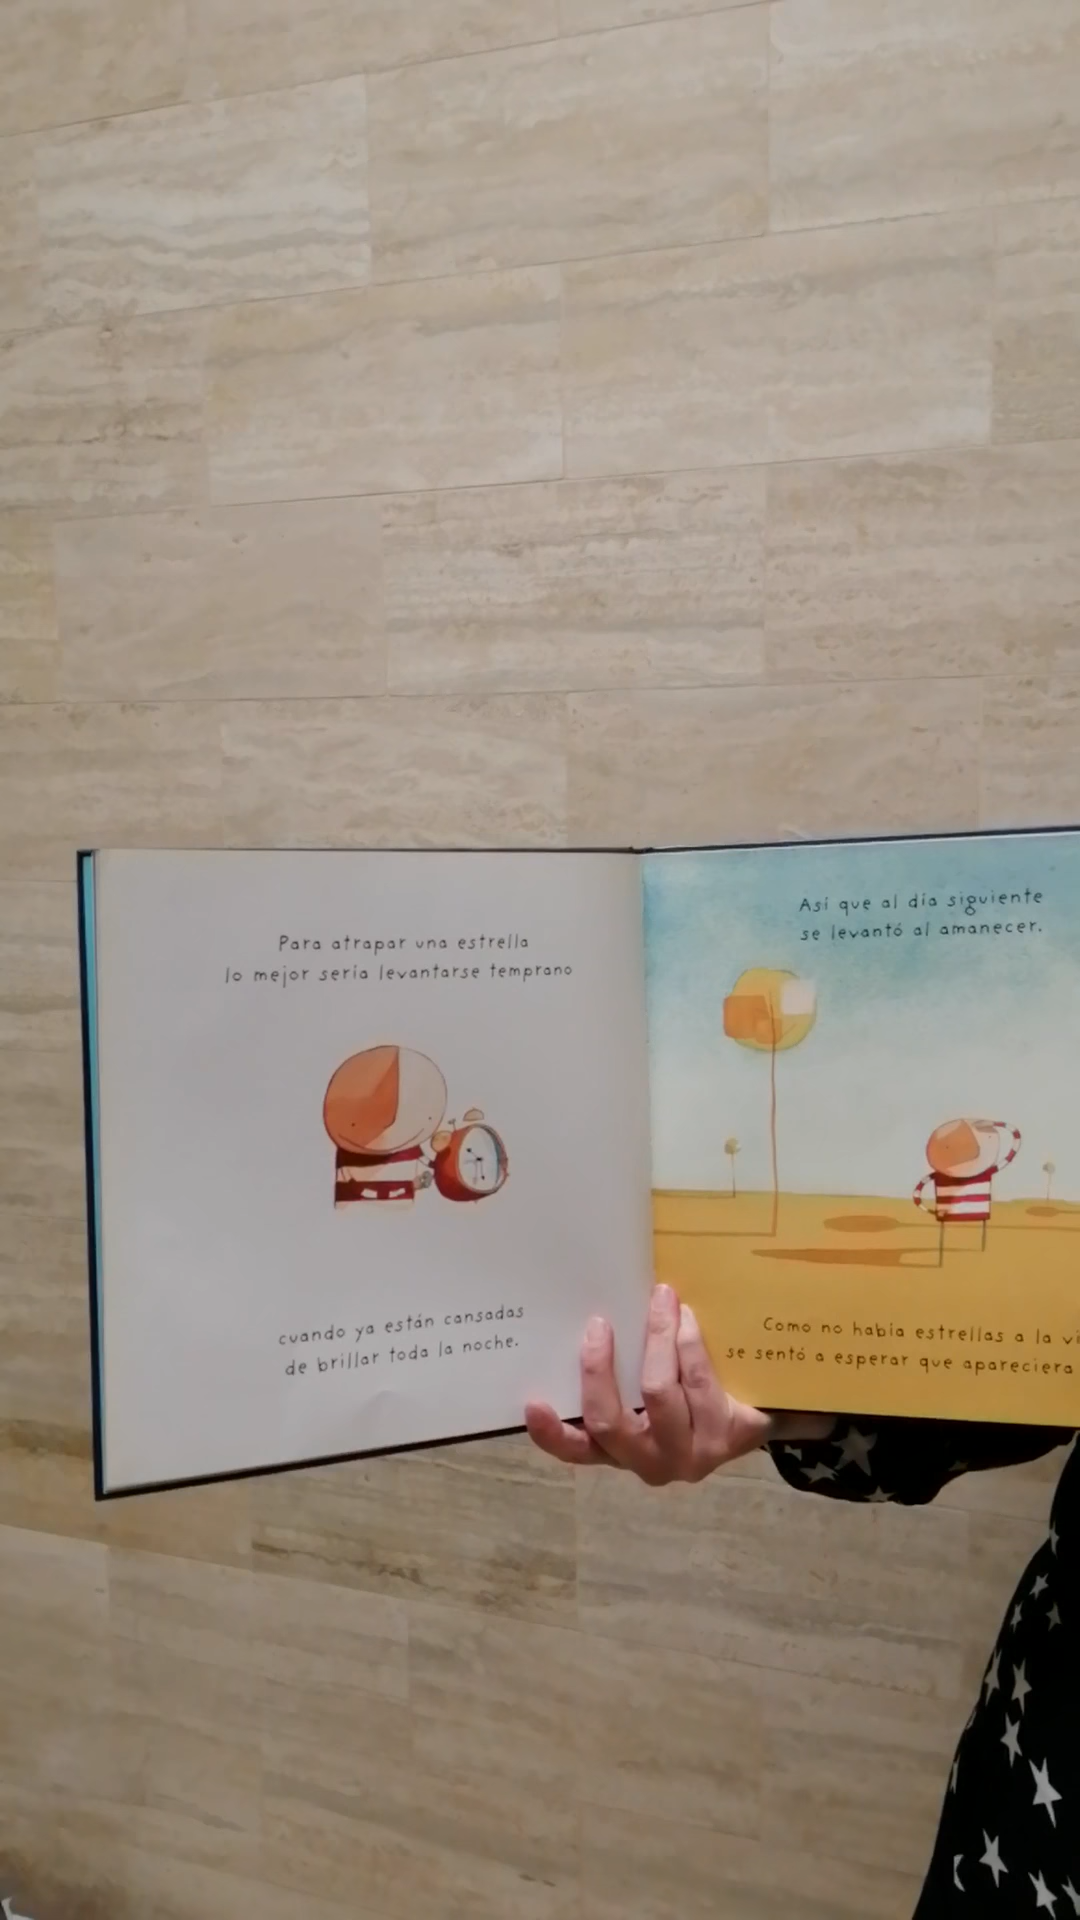 Para atrapar una estrella
lo mejor sería levantarse temprano
cuando ya están cansadas
de brillar toda la noche.
Así que al día siguiente
se levantó al amanecer.
Como no había estrellas a la
se sentó a esperar que apareciera